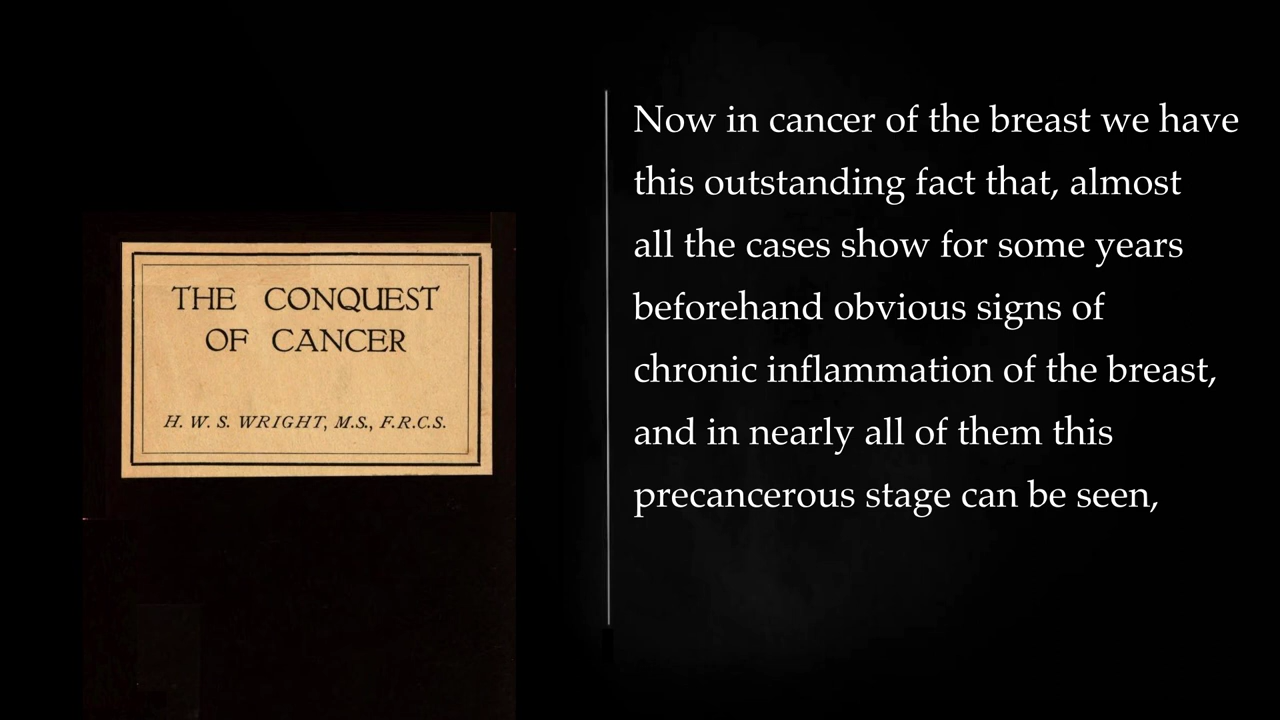 THE CONQUEST
OF CANCER
H. W. S. WRIGHT, M.S., F.R.C.S.
Now in cancer of the breast we have
this outstanding fact that, almost
all the cases show for some years
beforehand obvious signs of
chronic inflammation of the breast,
and in nearly all of them this
precancerous stage can be seen,